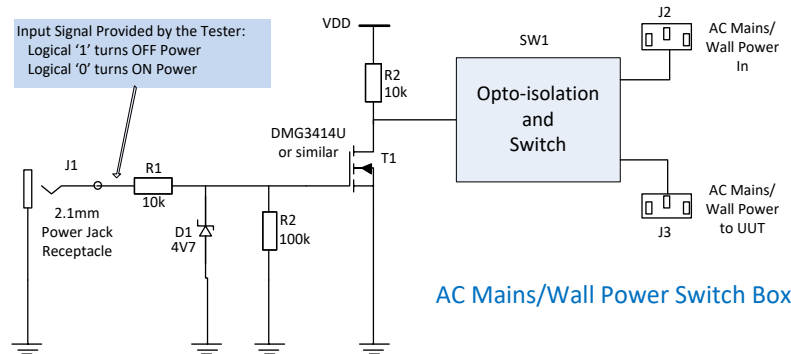 Input Signal Provided by the Tester:
Logical ‘1’ turns OFF Power
Logical ‘0’ turns ON Power
VDD
R2
10k
SW1
Opto-isolation
and
Switch
J2
AC Mains/
Wall Power
In
DMG3414U
or similar
T1
J1
R1
10k
2.1mm
Power Jack
Receptacle
D1
4V7
R2
100k
J3
AC Mains/
Wall Power
to UUT
AC Mains/Wall Power Switch Box